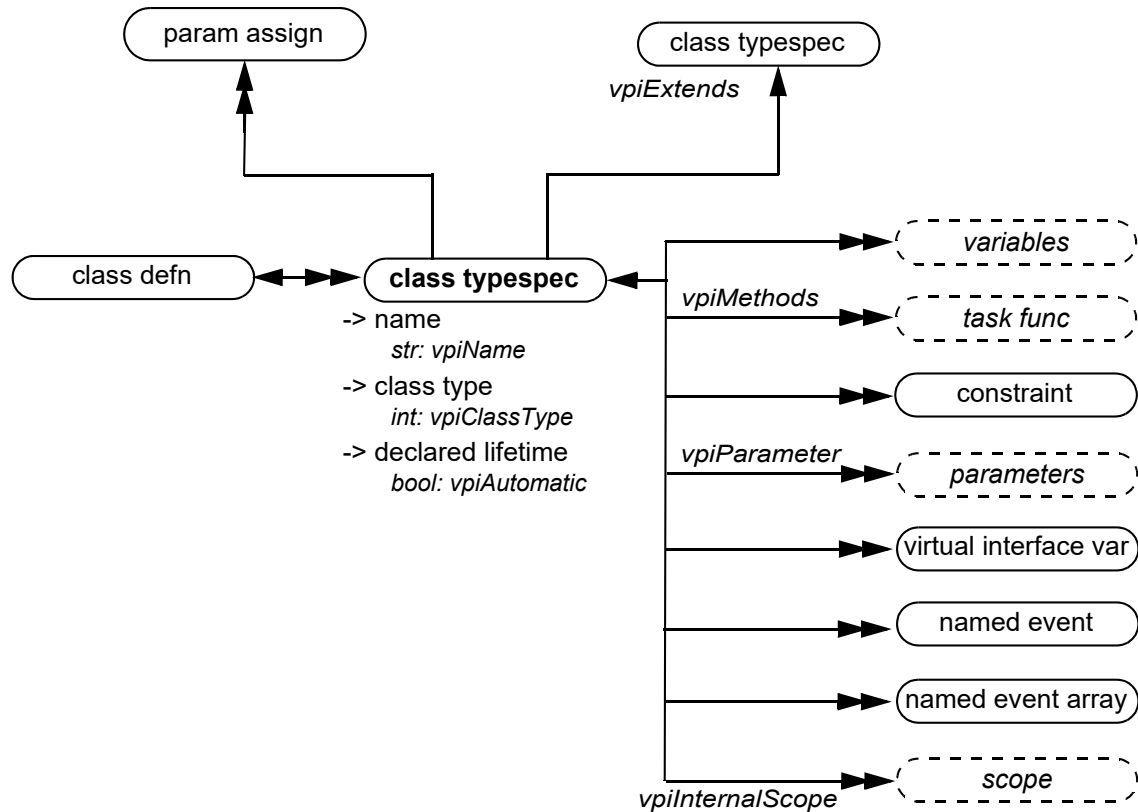 param assign
class typespec
vpiExtends
variables
class defn
class typespec
vpiMethods
-> name
task func
str: vpiName
-> class type
constraint
int: vpiClassType
-> declared lifetime
vpiParameter
bool: vpiAutomatic
parameters
virtual interface var
named event
named event array
scope
vpiInternalScope